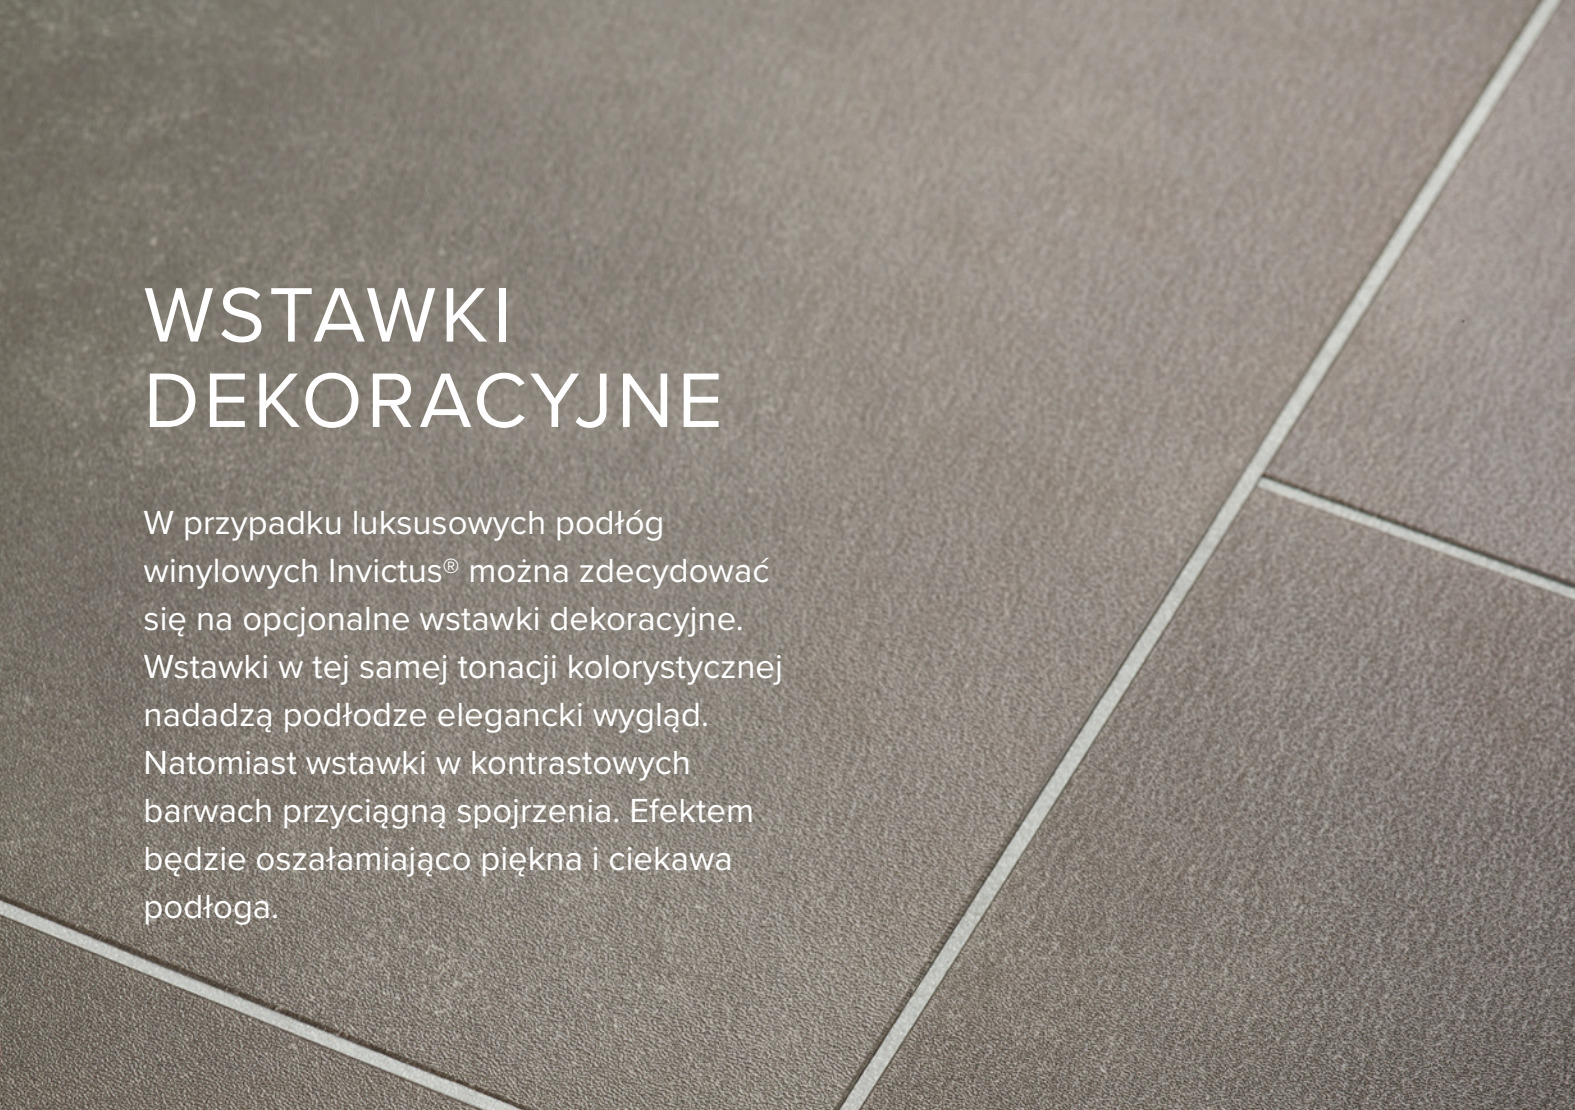 WSTAWKI
DEKORACYJNE
W przypadku luksusowych podłóg
winylowych Invictus® można zdecydować
się na opcjonalne wstawki dekoracyjne.
Wstawki w tej samej tonacji kolorystycznej
nadadzą podłodze elegancki wygląd.
Natomiast wstawki w kontrastowych
barwach przyciągną spojrzenia. Efektem
będzie oszałamiająco piękna i ciekawa
podłoga.